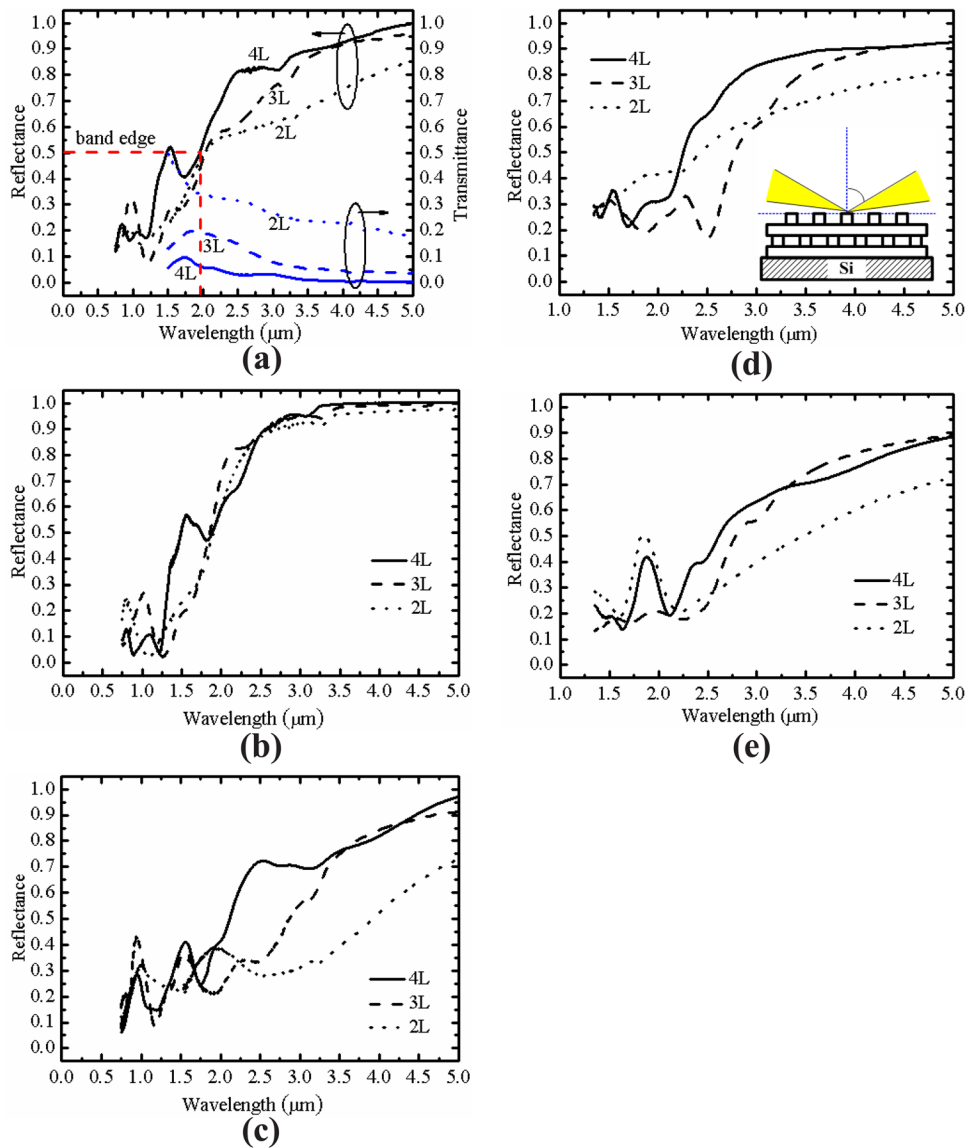 1.0 1.0
0.9 0.9
0.8 0.8
0.7 0.7
0.6 0.6
0.5 0.5
0.4 0.4
0.3 0.3
0.2 0.2
0.1 0.1
0.0 0.0
Reflectance
Transmittance
4L
3L
2L
band edge
2L
3L
4L
0.0 0.5 1.0 1.5 2.0 2.5 3.0 3.5 4.0 4.5 5.0
Wavelength (μm)
(a)
1.0
0.9
0.8
0.7
0.6
0.5
0.4
0.3
0.2
0.1
0.0
Reflectance
4L
3L
2L
Si
1.0 1.5 2.0 2.5 3.0 3.5 4.0 4.5 5.0
Wavelength (μm)
(d)
1.0
0.9
0.8
0.7
0.6
0.5
0.4
0.3
0.2
0.1
0.0
Reflectance
4L
3L
2L
0.0 0.5 1.0 1.5 2.0 2.5 3.0 3.5 4.0 4.5 5.0
Wavelength (μm)
(b)
1.0
0.9
0.8
0.7
0.6
0.5
0.4
0.3
0.2
0.1
0.0
Reflectance
4L
3L
2L
1.0 1.5 2.0 2.5 3.0 3.5 4.0 4.5 5.0
Wavelength (μm)
(e)
1.0
0.9
0.8
0.7
0.6
0.5
0.4
0.3
0.2
0.1
0.0
Reflectance
4L
3L
2L
0.0 0.5 1.0 1.5 2.0 2.5 3.0 3.5 4.0 4.5 5.0
Wavelength (μm)
(c)